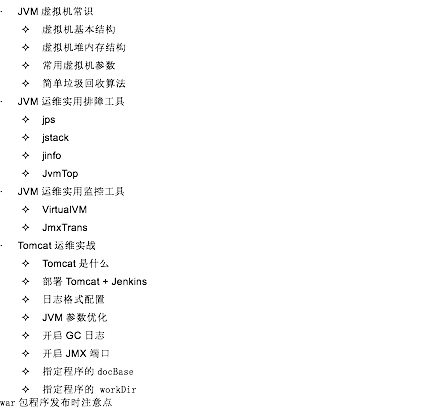 · JVM 虚拟机常识
✧ 虚拟机基本结构
✧ 虚拟机堆内存结构
✧ 常用虚拟机参数
✧ 简单垃圾回收算法
· JVM 运维实用排障工具
✧ jps
✧ jstack
✧ jinfo
✧ JvmTop
· JVM 运维实用监控工具
✧ VirtualVM
✧ JmxTrans
· Tomcat 运维实战
✧ Tomcat 是什么
✧ 部署 Tomcat + Jenkins
✧ 日志格式配置
✧ JVM 参数优化
✧ 开启 GC 日志
✧ 开启 JMX 端口
✧ 指定程序的 docBase
✧ 指定程序的 workDir
war 包程序发布时注意点